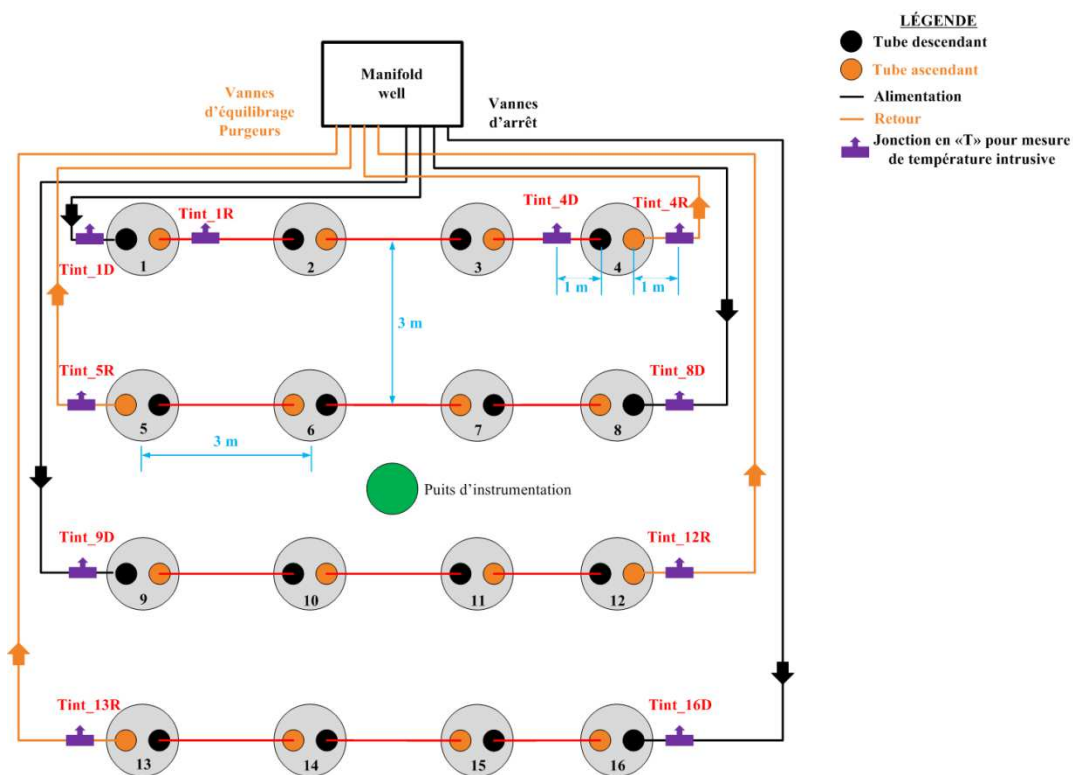 LÉGENDE
Tube descendant
Tube ascendant
Alimentation
Retour
Jonction en «T» pour mesure
de température intrusive
Manifold
well
Vannes
d'équilibrage
Purgeurs
Vannes
d'arrêt
Tint_1R
Tint_4D
Tint_4R
Tint_1D
1
2
3
4
1 m
1 m
3 m
Tint_5R
Tint_8D
5
6
7
8
3 m
Puits d'instrumentation
Tint_9D
Tint_12R
9
10
11
12
Tint_13R
Tint_16D
13
14
15
16